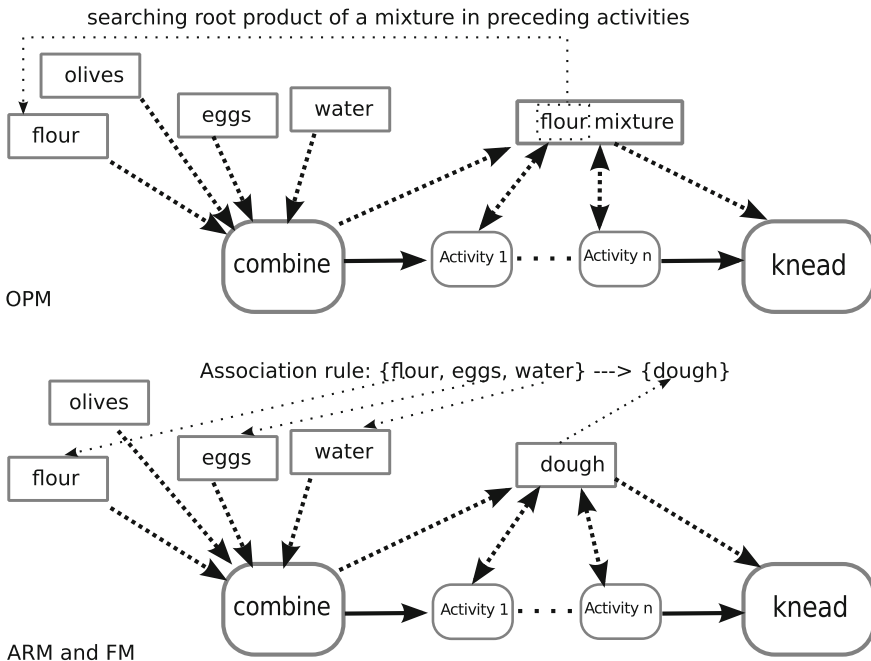 searching root product of a mixture in preceding activities
olives
eggs
water
flour
flour mixture
combine
Activity 1
Activity n
knead
OPM
Association rule: {flour, eggs, water} ---> {dough}
olives
flour
eggs
water
dough
combine
Activity 1
Activity n
knead
ARM and FM